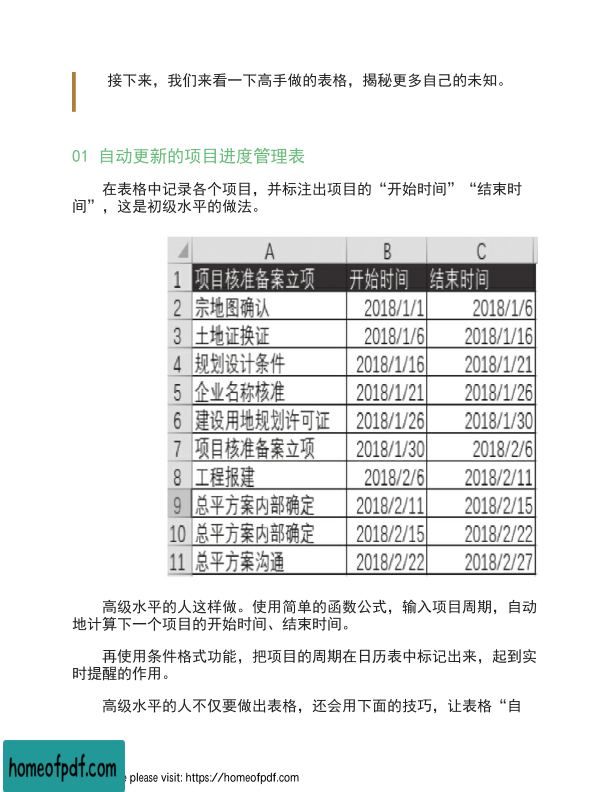 接下来，我们来看一下高手做的表格，揭秘更多自己的未知。
01 自动更新的项目进度管理表
在表格中记录各个项目，并标注出项目的“开始时间”“结束时
间”，这是初级水平的做法。
A B C
1 项目核准备案立项 开始时间 结束时间
2 宗地图确认 2018/1/1 2018/1/6
3 土地证换证 2018/1/6 2018/1/16
4 规划设计条件 2018/1/16 2018/1/21
5 企业名称核准 2018/1/21 2018/1/26
6 建设用地规划许可证 2018/1/26 2018/1/30
7 项目核准备案立项 2018/1/30 2018/2/6
8 工程报建 2018/2/6 2018/2/11
9 总平方案内部确定 2018/2/11 2018/2/15
10 总平方案内部确定 2018/2/15 2018/2/22
11 总平方案沟通 2018/2/22 2018/2/27
高级水平的人这样做。使用简单的函数公式，输入项目周期，自动
地计算下一个项目的开始时间、结束时间。
再使用条件格式功能，把项目的周期在日历表中标记出来，起到实
时提醒的作用。
高级水平的人不仅要做出表格，还会用下面的技巧，让表格“自
homeofpdf.com
please visit: https://homeofpdf.com